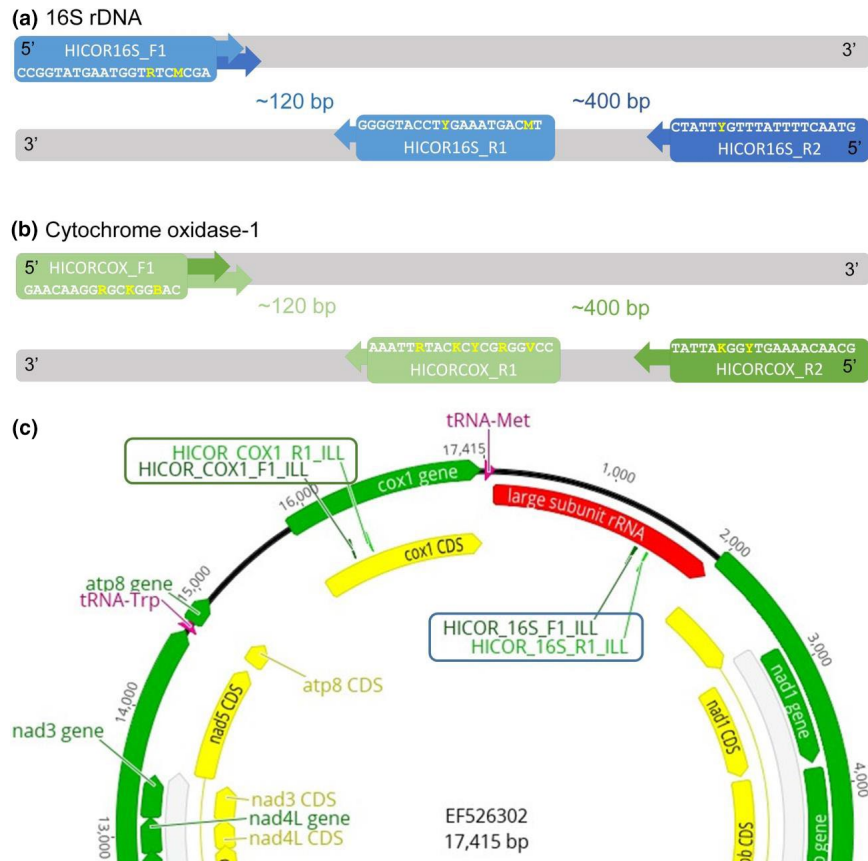 (a) 16S rDNA
5'
HICOR16S_F1
3'
CCGGTATGAATGGTRTCMCGA
~120 bp
~400 bp
GGGGTACCTYGAAATGACMT
CTATTYGTTTATTTTCAATG
3'
HICOR16S_R1
HICOR16S_R2
5'
(b) Cytochrome oxidase-1
5'
HICORCOX_F1
3'
GAACAAGGRGCKGGBAC
~120 bp
~400 bp
AAATTRTACKCYCGRGGVCC
TATTAKGGYTGAAAACAACG
3'
HICORCOX_R1
HICORCOX_R2
5'
(c)
tRNA-Met
HICOR_COX1_R1_ILL
HICOR_COX1_F1_ILL
17,415
1,000
16,000
cox1 gene
large subunit rRNA
2,000
cox1 CDS
15,000
atp8 gene
tRNA-Trp
HICOR_16S_F1_ILL
HICOR_16S_R1_ILL
3,000
nad1 gene
atp8 CDS
14,000
nad5 CDS
nad1 CDS
nad3 gene
4,000
nad3 CDS
nad4L gene
nad4L CDS
13,000
EF526302
17,415 bp
b CDS